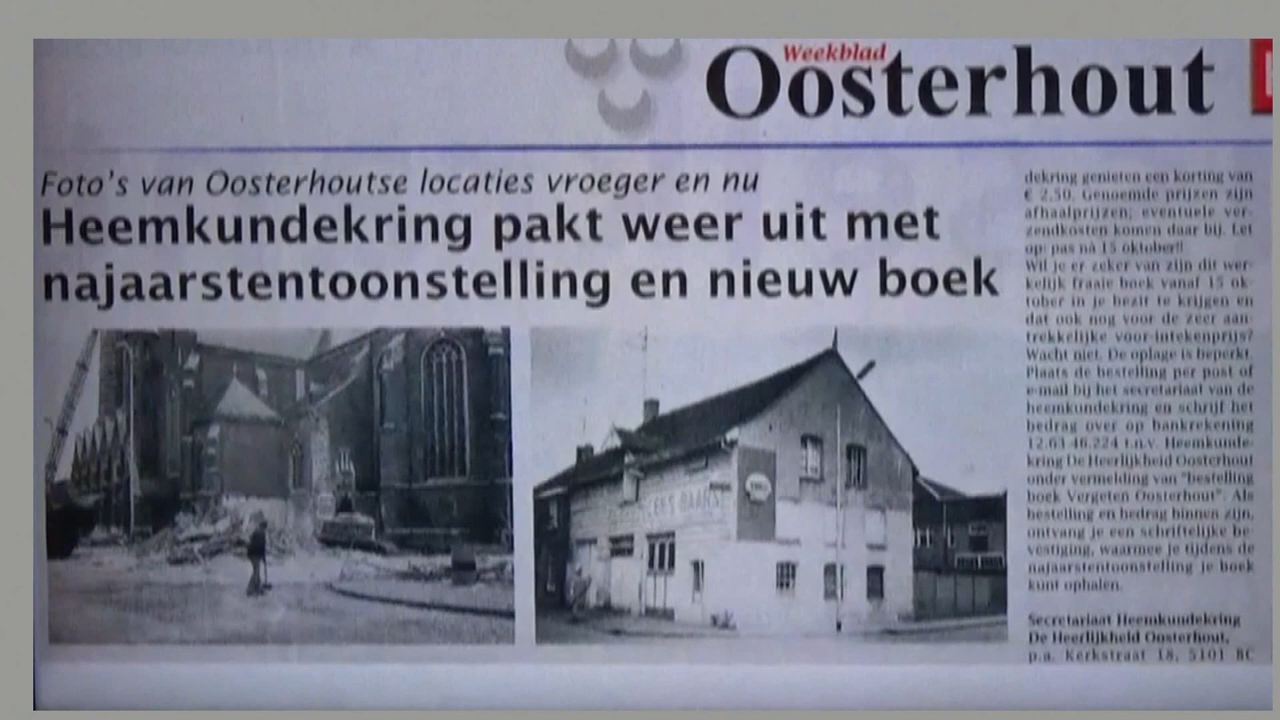 Weekblad
Oosterhout
Foto's van Oosterhoutse locaties vroeger en nu
Heemkundekring pakt weer uit met
najaarstentoonstelling en nieuw boek
dekring genieten een korting van
€ 2,50. Genoemde prijzen zijn
afhaalprijzen; eventuele ver-
zendkosten komen daar bij. Let
op: pas ná 15 oktober!!
Wil je er zeker van zijn dit wer-
kelijk fraaie boek vanaf 15 ok-
tober in je bezit te krijgen en
dat ook nog voor de zeer aan-
trekkelijke voor-intekenprijs?
Wacht niet. De oplage is beperkt.
Plaats de bestelling per post of
e-mail bij het secretariaat van de
heemkundekring en schrijf het
bedrag over op bankrekening
12.63.46.224 t.n.v. Heemkunde-
kring De Heerlijkheid Oosterhout
onder vermelding van "bestelling
boek Vergeten Oosterhout". Als
bestelling en bedrag binnen zijn,
ontvang je een schriftelijke be-
vestiging, waarmee je tijdens de
najaarstentoonstelling je boek
kunt ophalen.
Secretariaat Heemkundekring
De Heerlijkheid Oosterhout,
p.a. Kerkstraat 18, 5101 BC